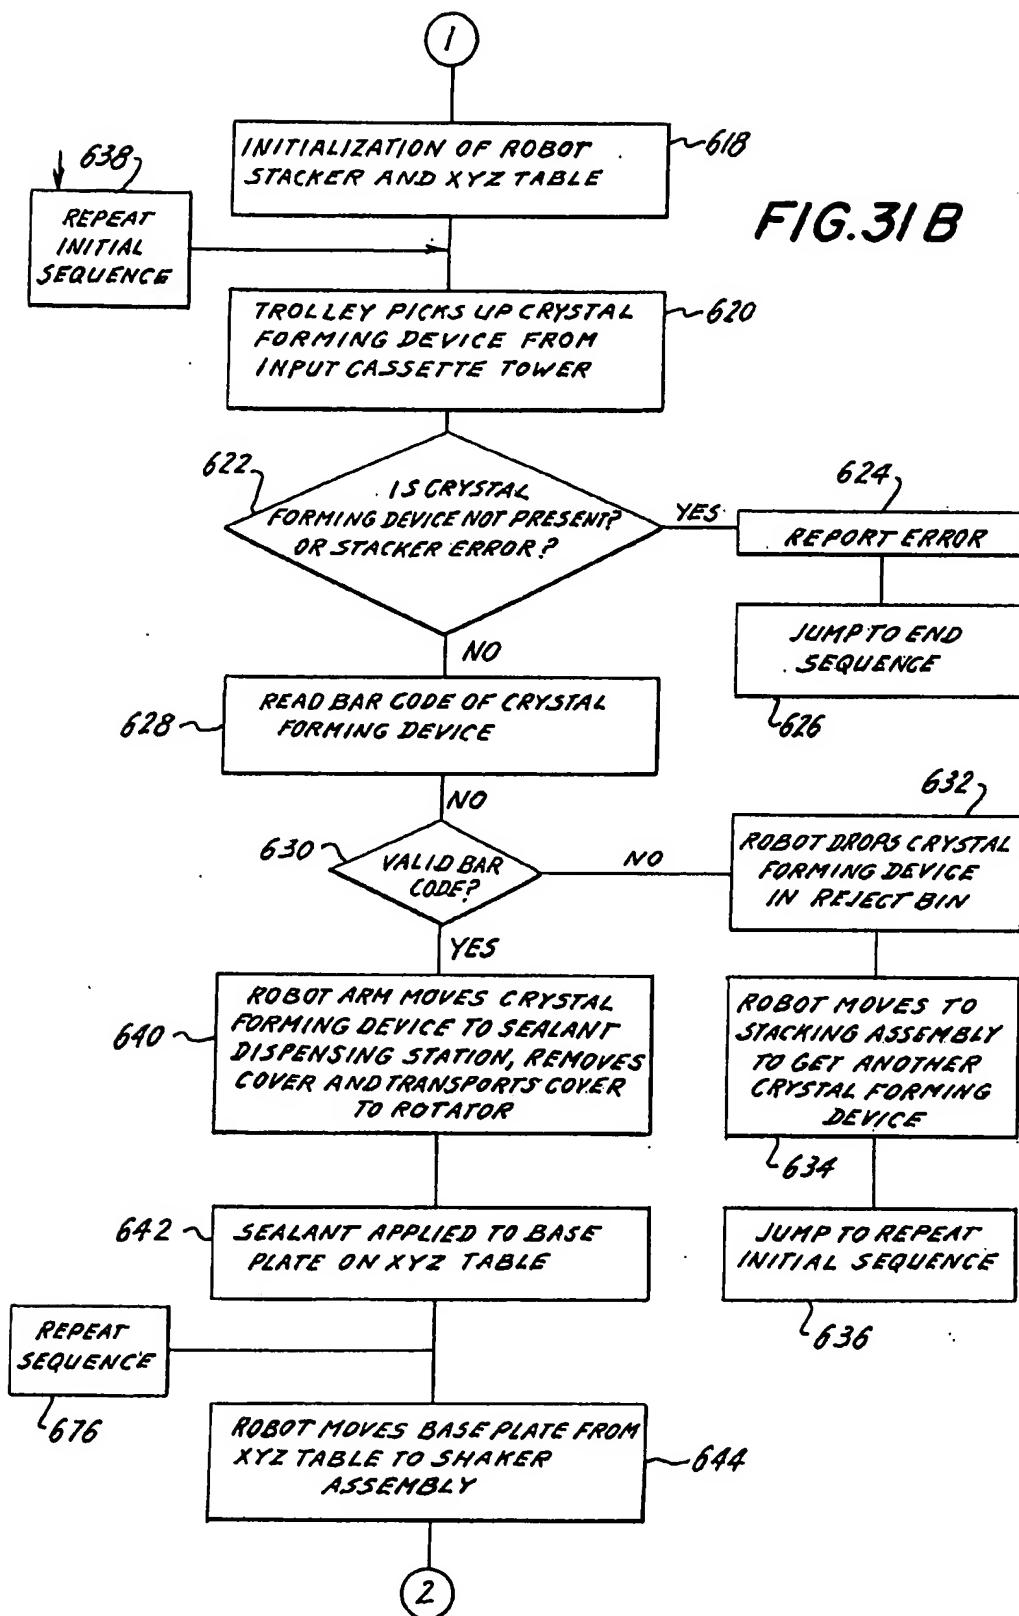 1
INITIALIZATION OF ROBOT
STACKER AND XYZ TABLE
618
638
REPEAT
INITIAL
SEQUENCE
FIG.31B
TROLLEY PICKS UP CRYSTAL
FORMING DEVICE FROM
INPUT CASSETTE TOWER
620
622
IS CRYSTAL
FORMING DEVICE NOT PRESENT?
OR STACKER ERROR?
YES
624
REPORT ERROR
JUMP TO END
SEQUENCE
626
NO
628
READ BAR CODE OF CRYSTAL
FORMING DEVICE
NO
630
VALID BAR
CODE?
NO
632
ROBOT DROPS CRYSTAL
FORMING DEVICE
IN REJECT BIN
YES
640
ROBOT ARM MOVES CRYSTAL
FORMING DEVICE TO SEALANT
DISPENSING STATION, REMOVES
COVER AND TRANSPORTS COVER
TO ROTATOR
ROBOT MOVES TO
STACKING ASSEMBLY
TO GET ANOTHER
CRYSTAL FORMING
DEVICE
634
642
SEALANT APPLIED TO BASE
PLATE ON XYZ TABLE
JUMP TO REPEAT
INITIAL SEQUENCE
636
REPEAT
SEQUENCE
676
ROBOT MOVES BASE PLATE FROM
XYZ TABLE TO SHAKER
ASSEMBLY
644
2